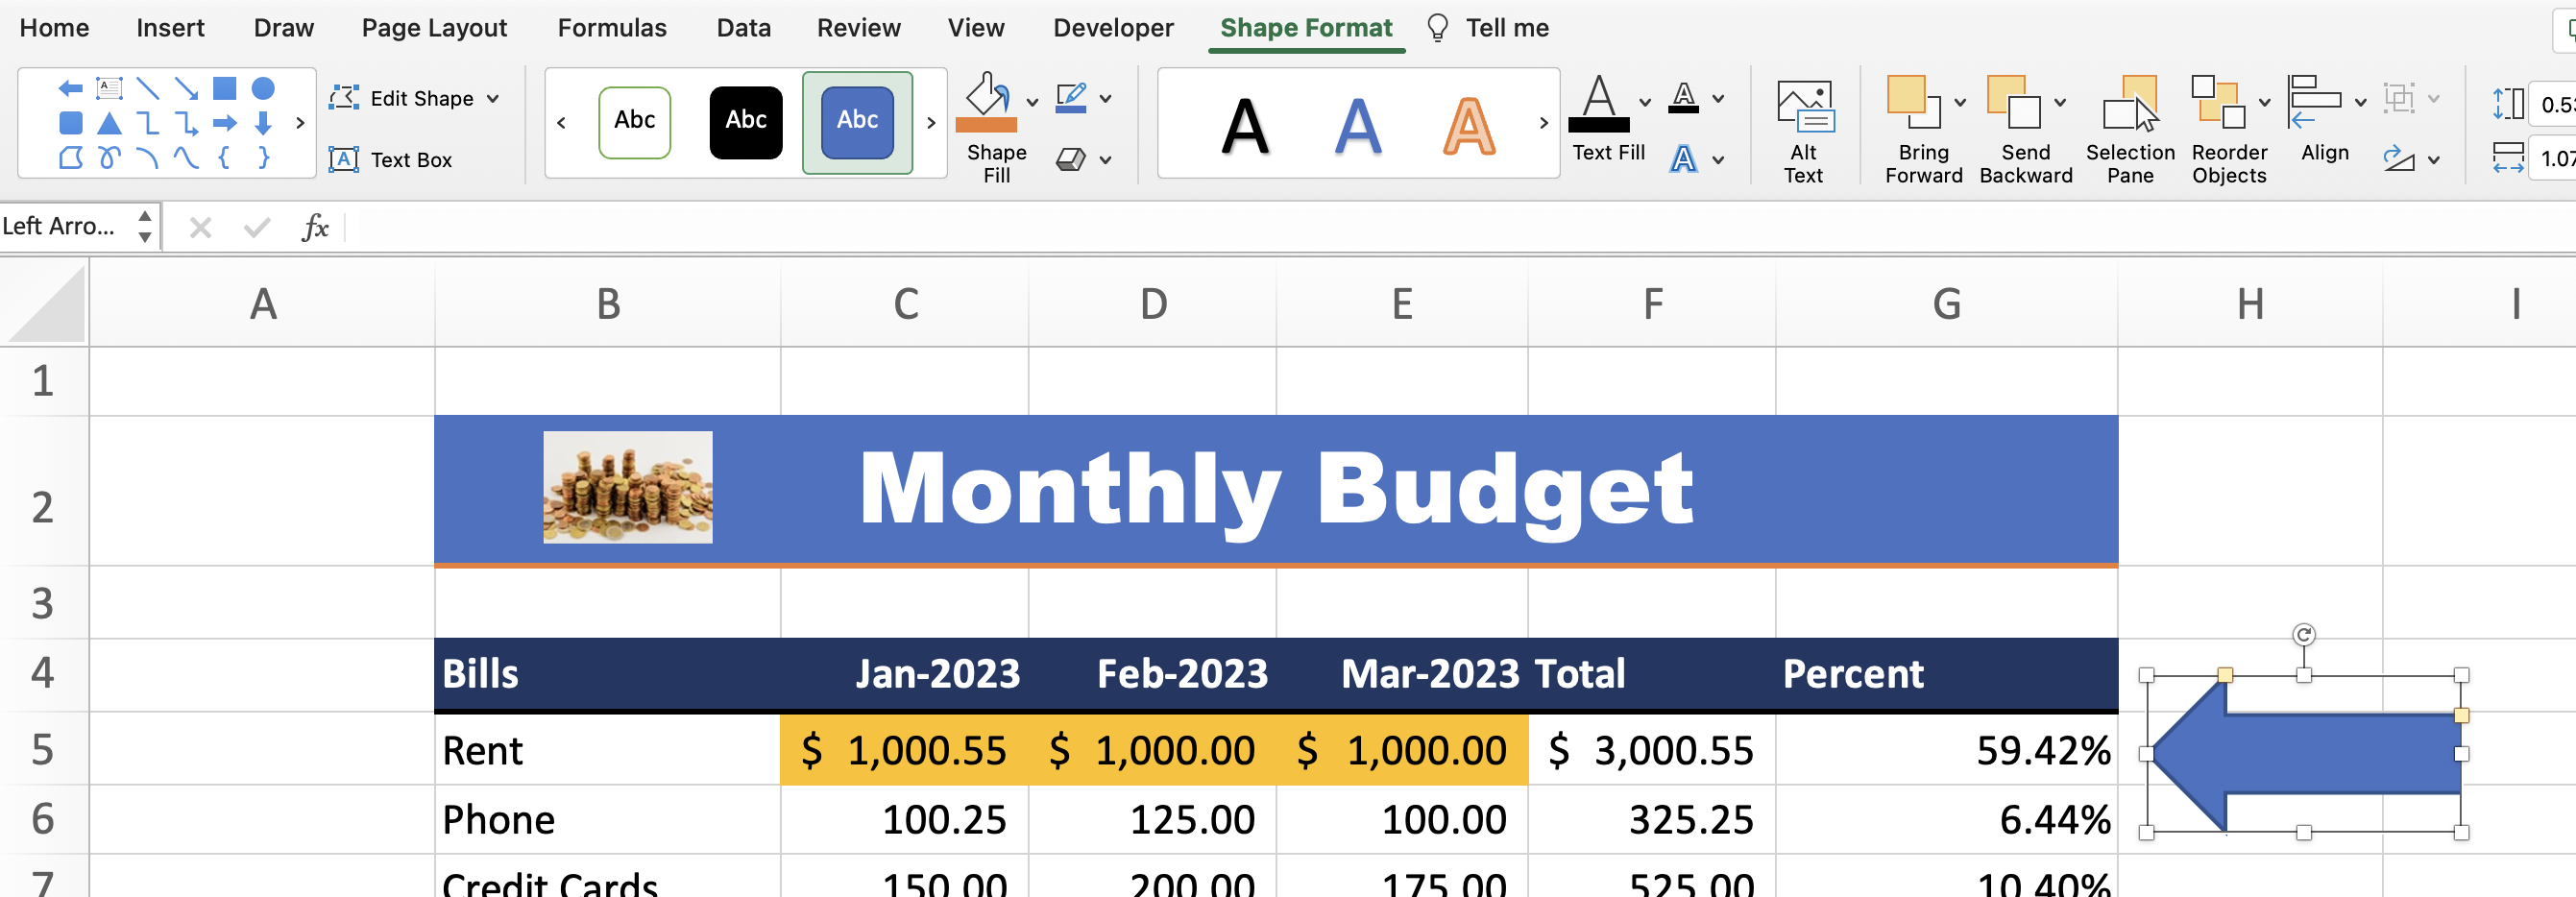 Home Insert Draw Page Layout Formulas Data Review View Developer Shape Format Tell me
Edit Shape
Text Box
Abc Abc Abc
Shape
Fill
A A A
Text Fill
Alt
Text
Bring
Forward
Send
Backward
Selection
Pane
Reorder
Objects
Align
Left Arro... fx
A B C D E F G H I
1
2 Monthly Budget
3
4 Bills Jan-2023 Feb-2023 Mar-2023 Total Percent
5 Rent $ 1,000.55 $ 1,000.00 $ 1,000.00 $ 3,000.55 59.42%
6 Phone 100.25 125.00 100.00 325.25 6.44%
7 Credit Cards 150.00 200.00 175.00 525.00 10.40%